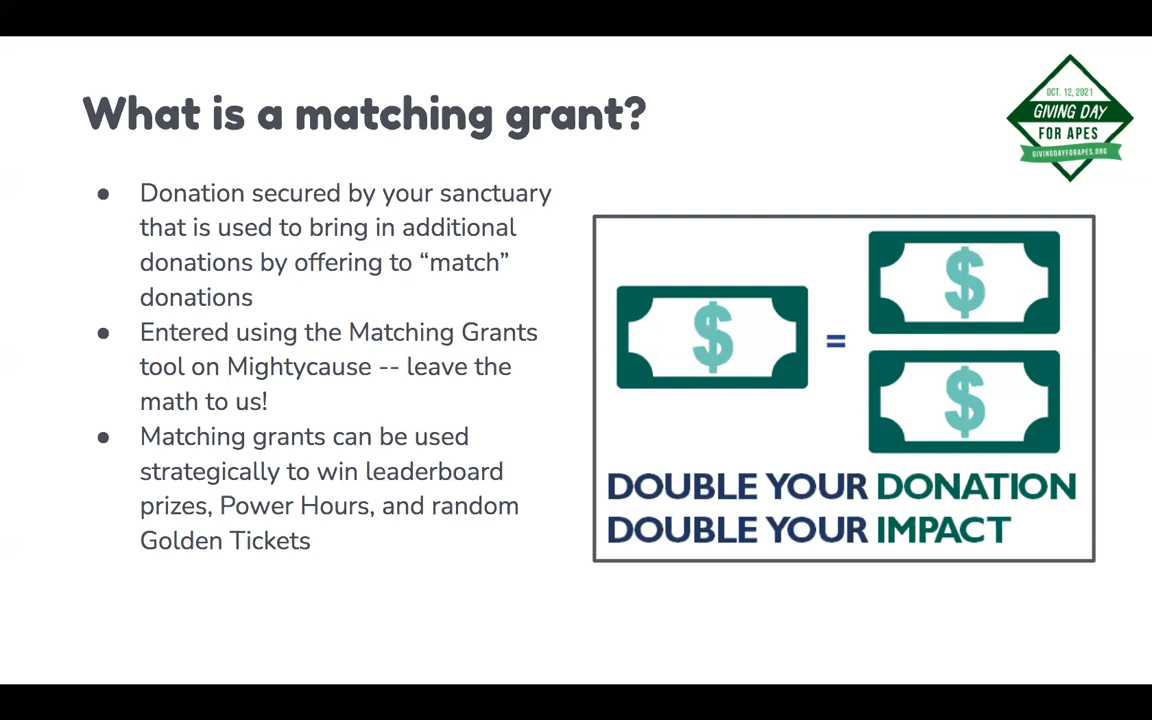 What is a matching grant?
OCT. 12, 2021
GIVING DAY
FOR APES
GIVINGDAYFORAPES.ORG
● Donation secured by your sanctuary
that is used to bring in additional
donations by offering to “match”
donations
● Entered using the Matching Grants
tool on Mightycause -- leave the
math to us!
● Matching grants can be used
strategically to win leaderboard
prizes, Power Hours, and random
Golden Tickets
$ = $
$
DOUBLE YOUR DONATION
DOUBLE YOUR IMPACT